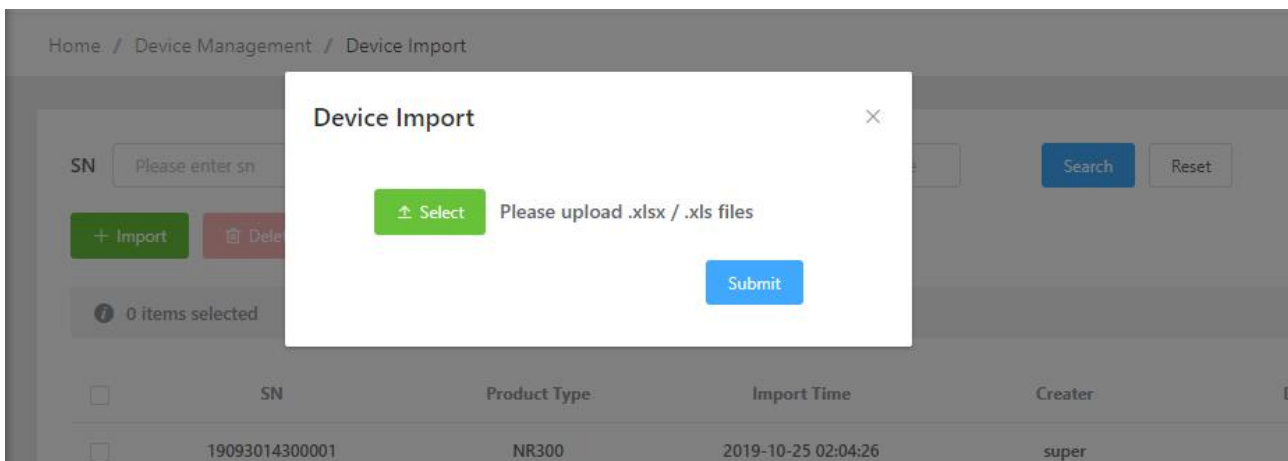 Home / Device Management / Device Import
Device Import
SN Please enter sn Search Reset
Select Please upload .xlsx / .xls files
+ Import
Submit
0 items selected
SN Product Type Import Time Creater
19093014300001 NR300 2019-10-25 02:04:26 super